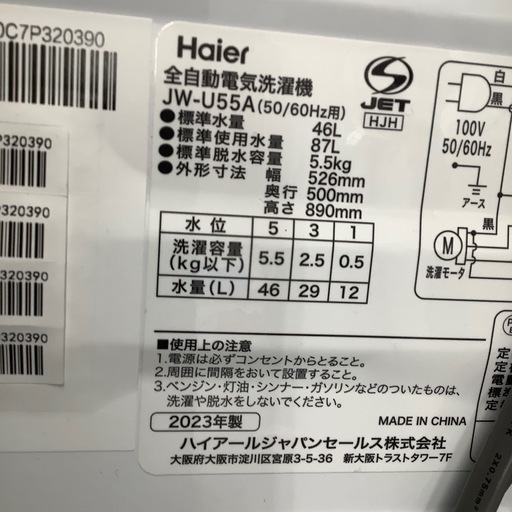 0C7P320390
P320390
P320390
P320390
320390
320390
Haier
全自動電気洗濯機
JW-U55A(50/60Hz用)
●標準水量 46L
●標準使用水量 87L
●標準脱水容量 5.5kg
●外形寸法 幅 526mm
奥行 500mm
高さ 890mm
S
JET
HJH
白
黒
100V
50/60Hz
アース
黒
M
洗濯モータ
水位 5 3 1
洗濯容量(kg以下) 5.5 2.5 0.5
水量(L) 46 29 12
■使用上の注意
1.電源は必ずコンセントからとること。
2.周囲に間隔をおいて設置すること。
3.ベンジン・灯油・シンナー・ガソリンなどのついたものは、
洗濯や脱水をしないでください。
2023年製
MADE IN CHINA
ハイアールジャパンセールス株式会社
大阪府大阪市淀川区宮原3-5-36 新大阪トラストタワー7F
定
定
2X0.75mm